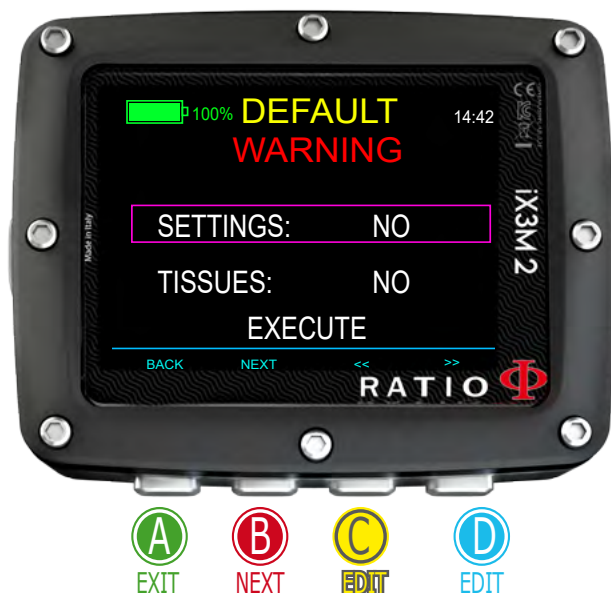 100% DEFAULT 14:42
WARNING
SETTINGS: NO
TISSUES: NO
EXECUTE
BACK NEXT << >>
RATIO
Made in Italy
iX3M 2
CE
A B C D
EXIT NEXT EDIT EDIT